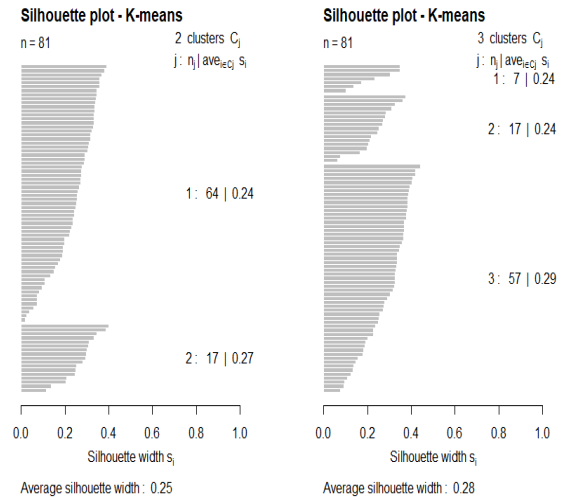 Silhouette plot - K-means
n = 81
2 clusters Cj
j : nj | avei∈Cj si
1 : 64 | 0.24
2 : 17 | 0.27
0.0 0.2 0.4 0.6 0.8 1.0
Silhouette width si
Average silhouette width : 0.25
Silhouette plot - K-means
n = 81
3 clusters Cj
j : nj | avei∈Cj si
1 : 7 | 0.24
2 : 17 | 0.24
3 : 57 | 0.29
0.0 0.2 0.4 0.6 0.8 1.0
Silhouette width si
Average silhouette width : 0.28